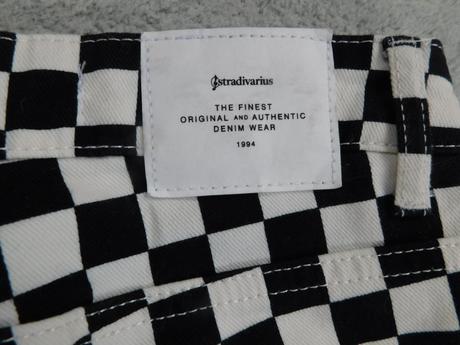 stradivarius
THE FINEST
ORIGINAL AND AUTHENTIC
DENIM WEAR
1994